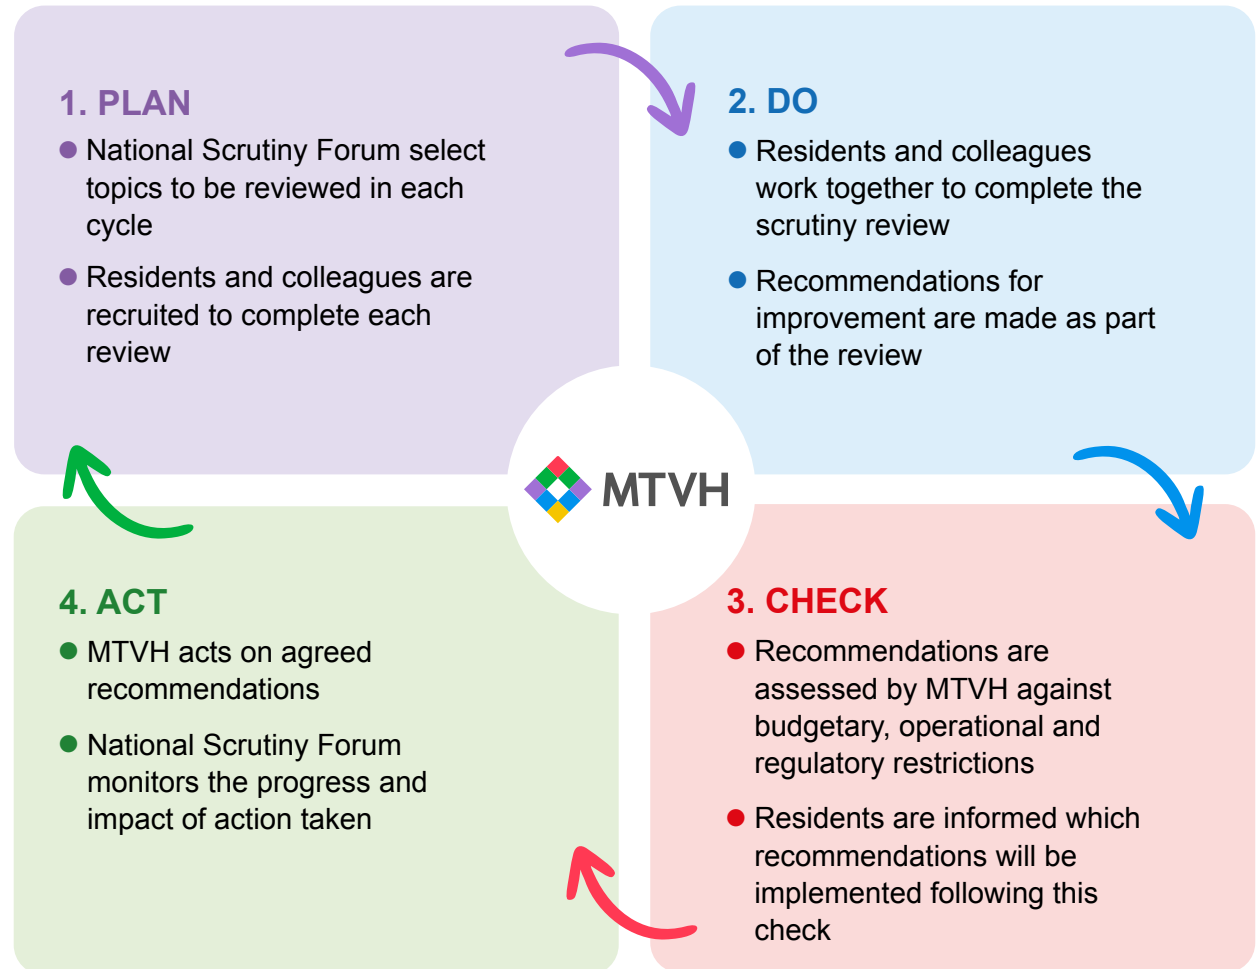 1. PLAN
● National Scrutiny Forum select
topics to be reviewed in each
cycle
● Residents and colleagues are
recruited to complete each
review
2. DO
● Residents and colleagues
work together to complete the
scrutiny review
● Recommendations for
improvement are made as part
of the review
MTVH
3. CHECK
● Recommendations are
assessed by MTVH against
budgetary, operational and
regulatory restrictions
● Residents are informed which
recommendations will be
implemented following this
check
4. ACT
● MTVH acts on agreed
recommendations
● National Scrutiny Forum
monitors the progress and
impact of action taken